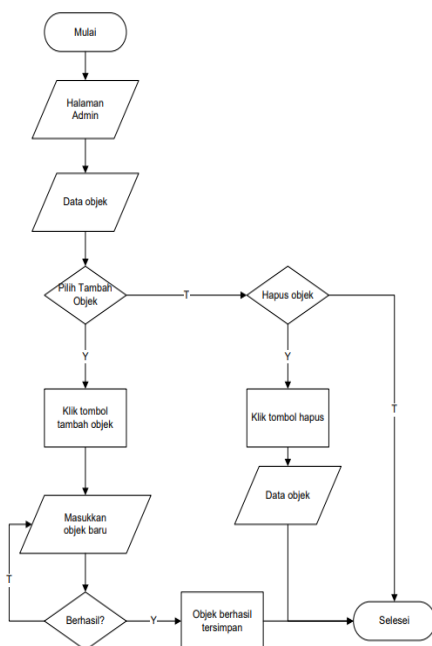 Mulai
Halaman
Admin
Data objek
Pilih Tambah
Objek
T
Hapus objek
Y
Y
T
Klik tombol
tambah objek
Klik tombol hapus
Masukkan
objek baru
Data objek
T
Berhasil?
Y
Objek berhasil
tersimpan
Selesei